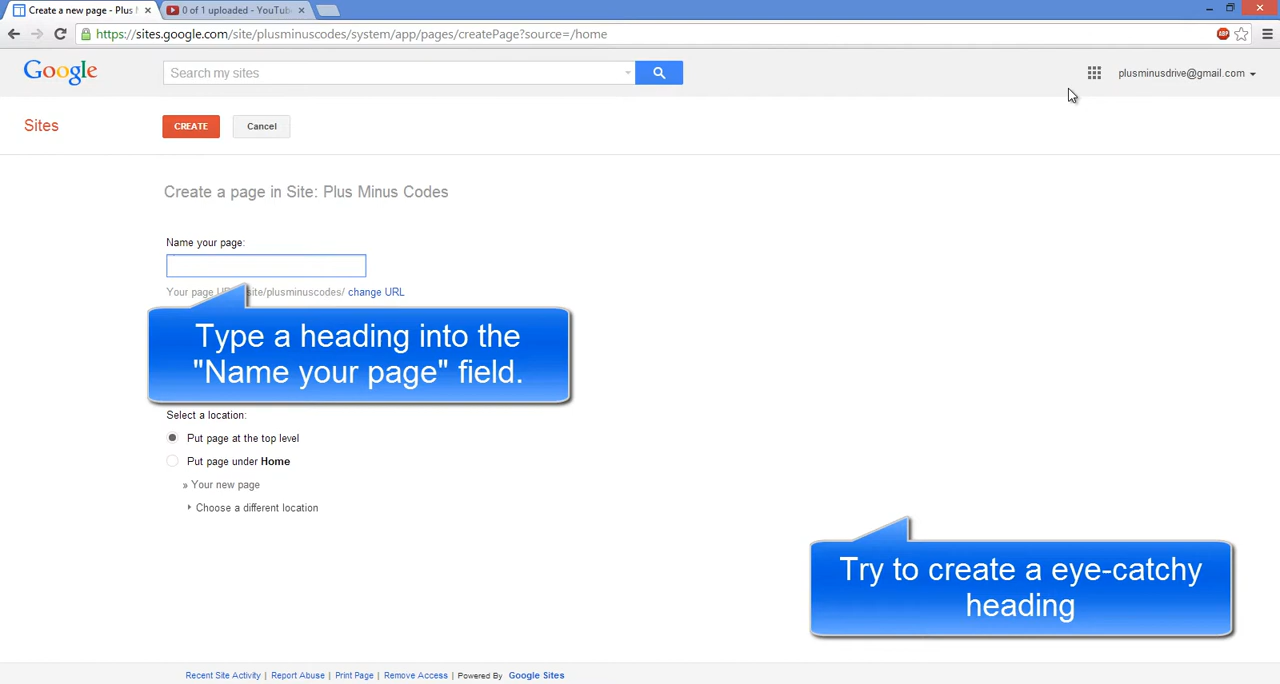 Create a new page - Plus M
0 of 1 uploaded - YouTub
https://sites.google.com/site/plusminuscodes/system/app/pages/createPage?source=/home
ABP
Google
Search my sites
plusminusdrive@gmail.com
Sites
CREATE
Cancel
Create a page in Site: Plus Minus Codes
Name your page:
Your page U site/plusminuscodes/ change URL
Type a heading into the
"Name your page" field.
Select a location:
Put page at the top level
Put page under Home
» Your new page
Choose a different location
Try to create a eye-catchy
heading
Recent Site Activity | Report Abuse | Print Page | Remove Access | Powered By Google Sites